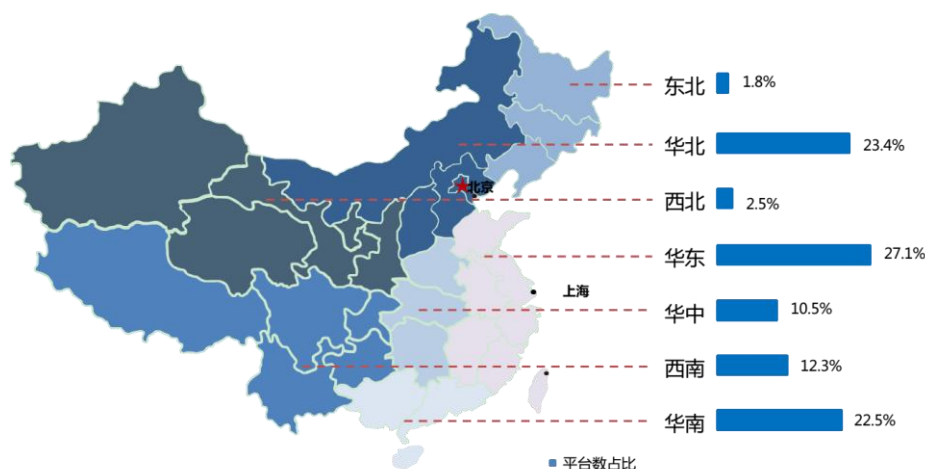 东北 1.8%
华北 23.4%
北京
西北 2.5%
华东 27.1%
上海
华中 10.5%
西南 12.3%
华南 22.5%
平台数占比